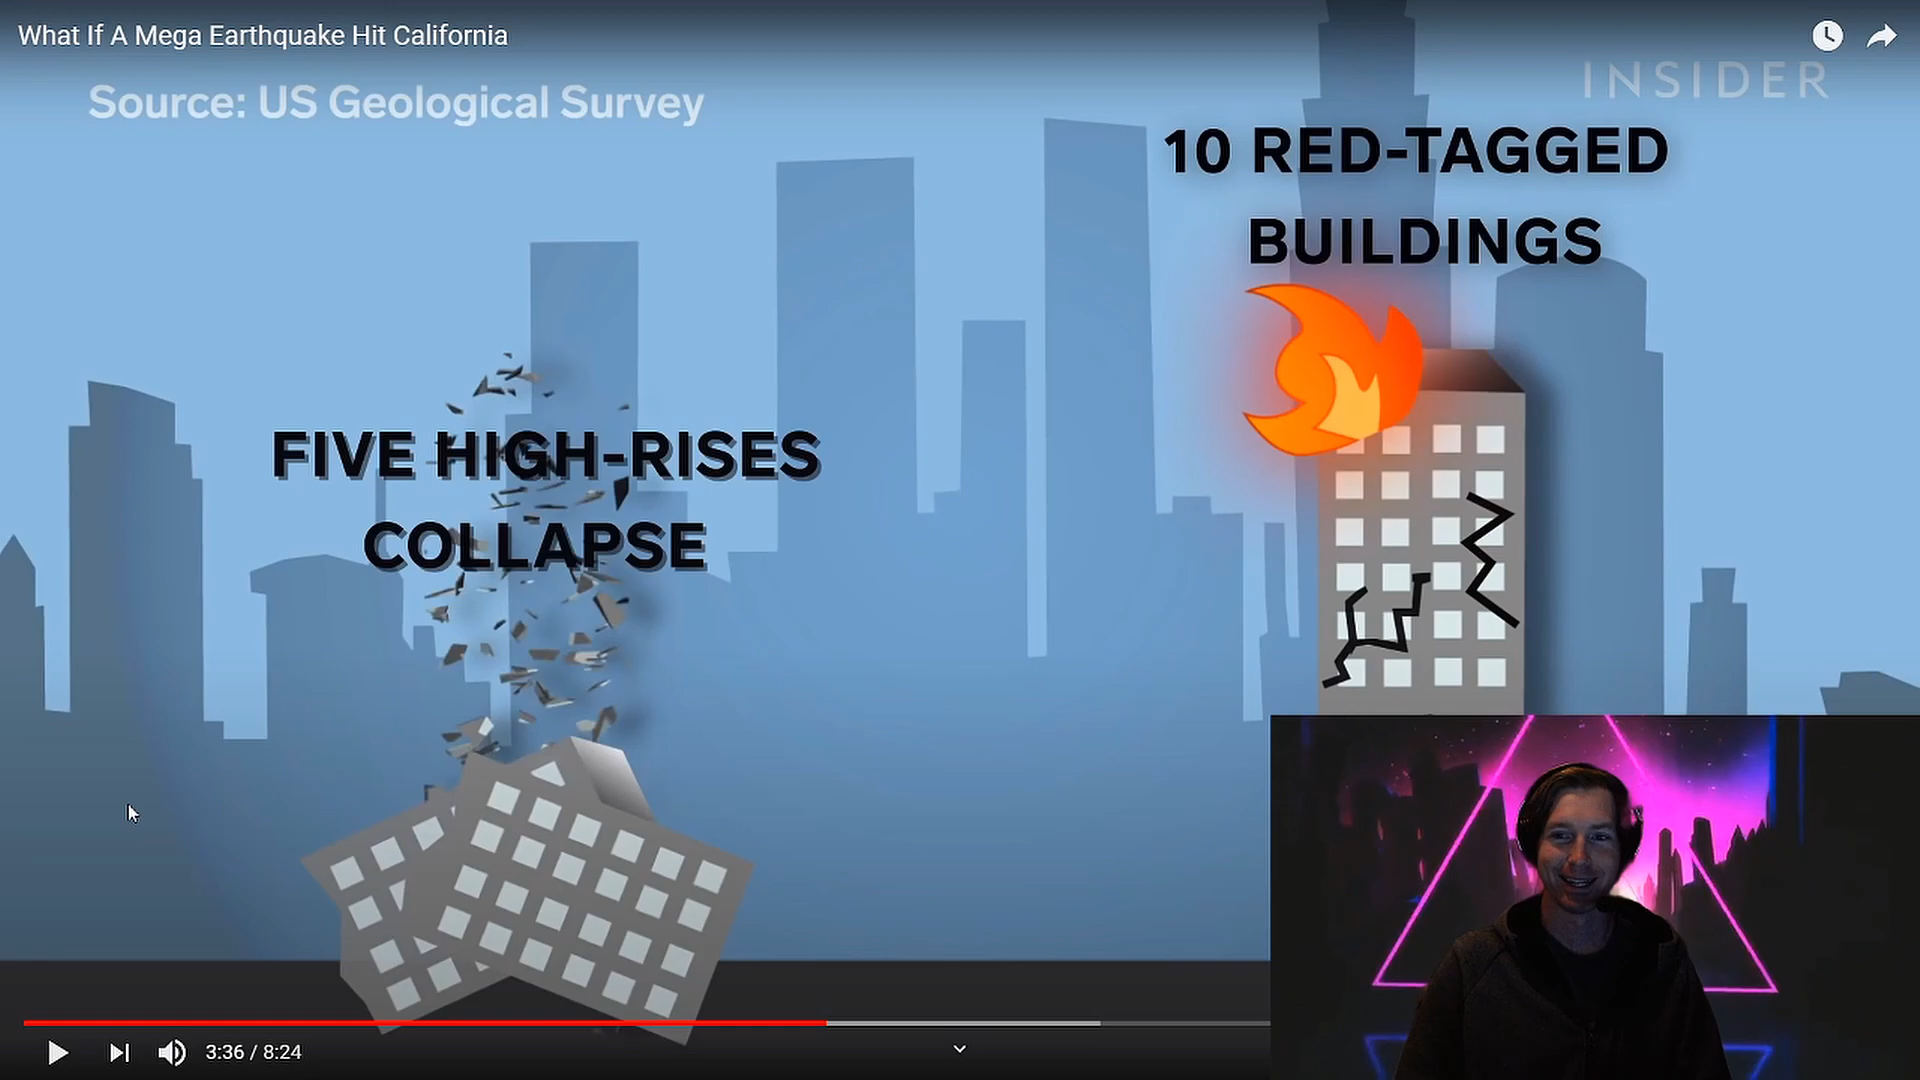 What If A Mega Earthquake Hit California
Source: US Geological Survey
INSIDER
10 RED-TAGGED
BUILDINGS
FIVE HIGH-RISES
COLLAPSE
3:36 / 8:24